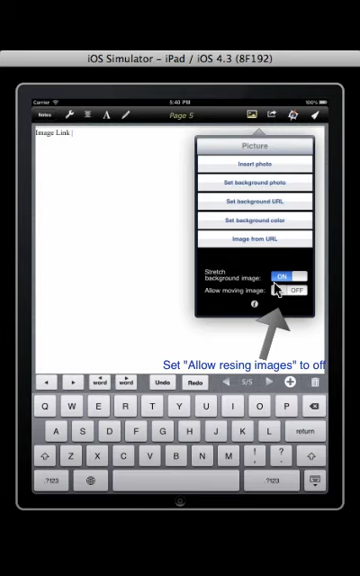 iOS Simulator – iPad / iOS 4.3 (8F192)
Carrier 5:43 PM 100%
Notes A Page 5
Image Link
Picture
Insert photo
Set background photo
Set background URL
Set background color
Image from URL
Stretch
background image: ON
Allow moving image: OFF
Set "Allow resing images" to off
word word Undo Redo 5/5
Q W E R T Y U I O P
A S D F G H J K L return
Z X C V B N M ! , ? .
.?123 .?123